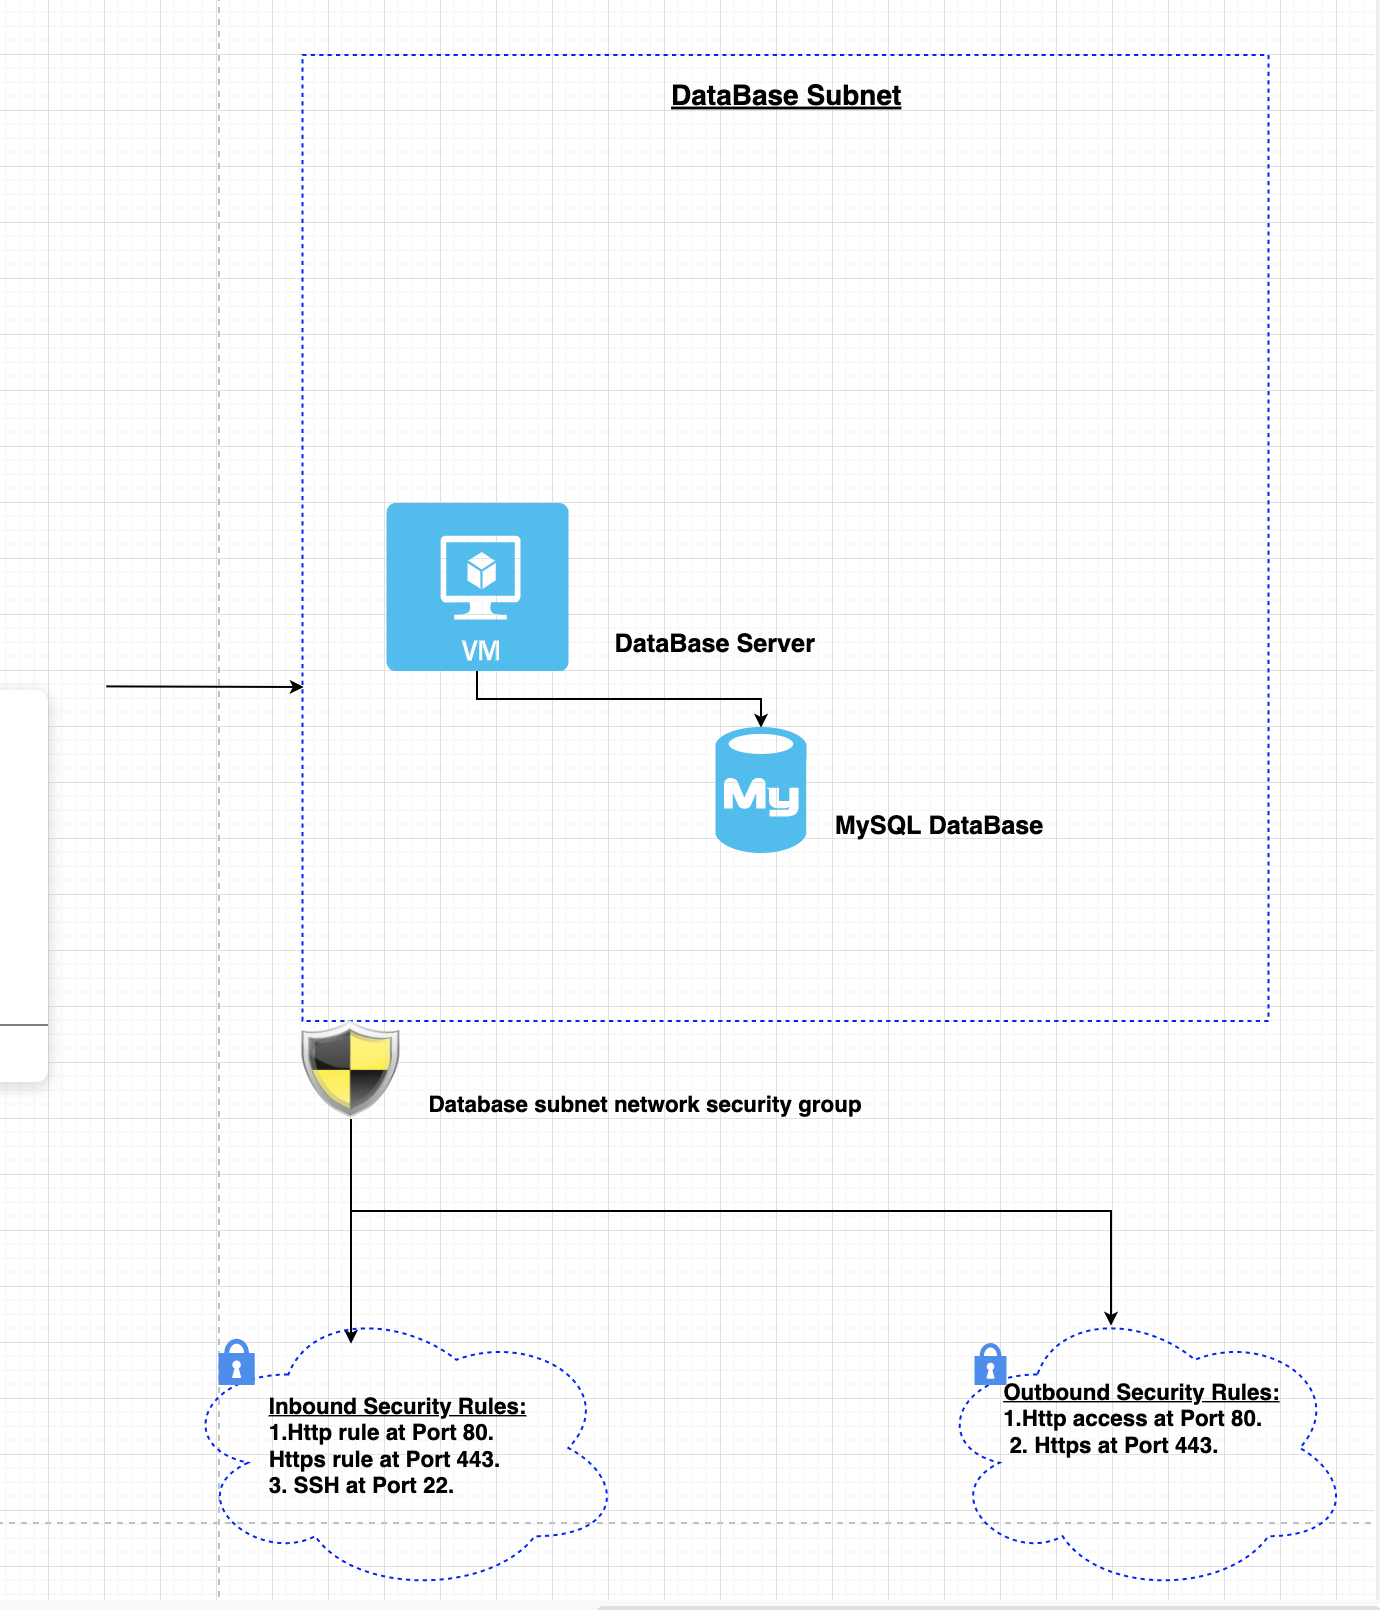 DataBase Subnet
VM
DataBase Server
My
MySQL DataBase
Database subnet network security group
Inbound Security Rules:
1.Http rule at Port 80.
Https rule at Port 443.
3. SSH at Port 22.
Outbound Security Rules:
1.Http access at Port 80.
2. Https at Port 443.